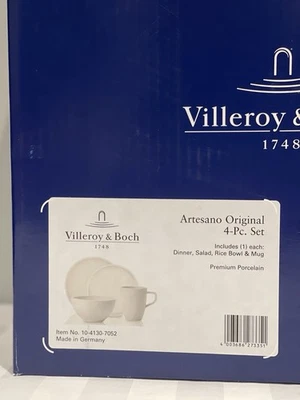 Villeroy &
1748
Villeroy & Boch
1748
Artesano Original
4-Pc. Set
Includes (1) each:
Dinner, Salad, Rice Bowl & Mug
Premium Porcelain
Item No. 10-4130-7052
Made in Germany